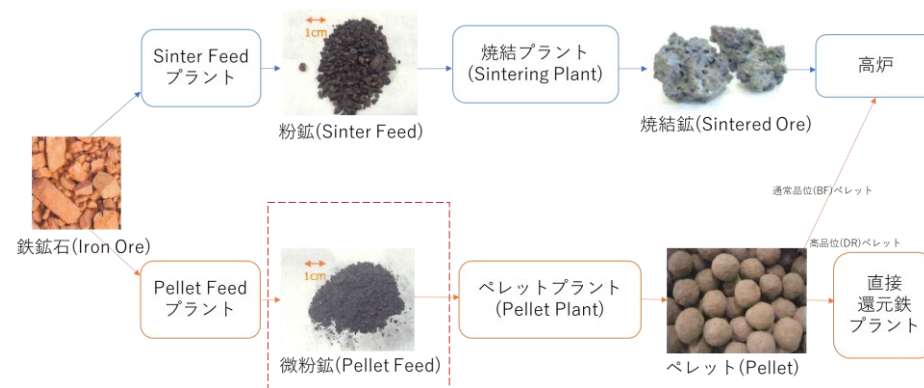 Sinter Feed
プラント
1cm
粉鉱(Sinter Feed)
焼結プラント
(Sintering Plant)
焼結鉱(Sintered Ore)
高炉
鉄鉱石(Iron Ore)
通常品位(BF)ペレット
高品位(DR)ペレット
Pellet Feed
プラント
1cm
微粉鉱(Pellet Feed)
ペレットプラント
(Pellet Plant)
ペレット(Pellet)
直接
還元鉄
プラント